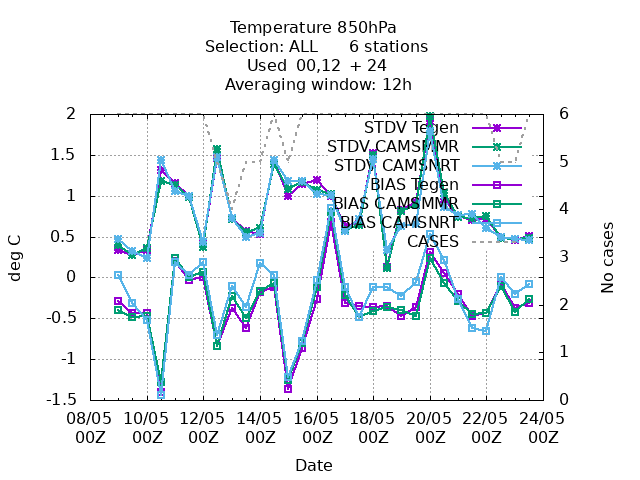 Temperature 850hPa
Selection: ALL 6 stations
Used 00,12 + 24
Averaging window: 12h
2
1.5
1
0.5
0
-0.5
-1
-1.5
6
5
4
3
2
1
0
deg C
No cases
STDV Tegen
STDV CAMSMMR
STDV CAMSNRT
BIAS Tegen
BIAS CAMSMMR
BIAS CAMSNRT
CASES
08/05 10/05 12/05 14/05 16/05 18/05 20/05 22/05 24/05
00Z 00Z 00Z 00Z 00Z 00Z 00Z 00Z 00Z
Date